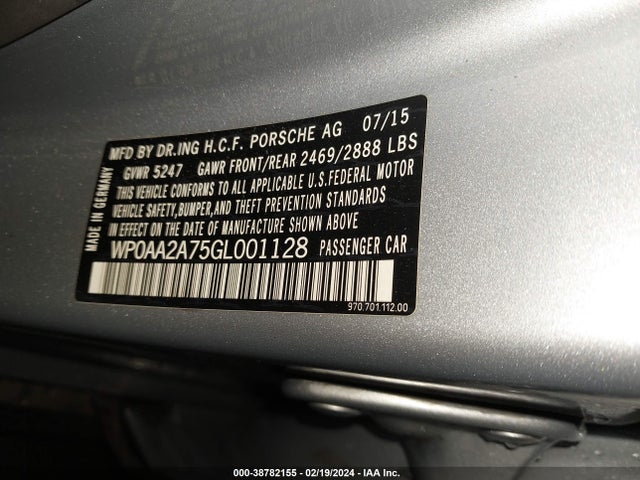 MFD BY DR.ING H.C.F. PORSCHE AG 07/15
GVWR 5247 GAWR FRONT/REAR 2469/2888 LBS
THIS VEHICLE CONFORMS TO ALL APPLICABLE U.S.FEDERAL MOTOR
VEHICLE SAFETY, BUMPER, AND THEFT PREVENTION STANDARDS
IN EFFECT ON THE DATE OF MANUFACTURE SHOWN ABOVE
WP0AA2A75GL001128 PASSENGER CAR
970.701.112.00
MADE IN GERMANY
000-38782155 - 02/19/2024 - IAA Inc.